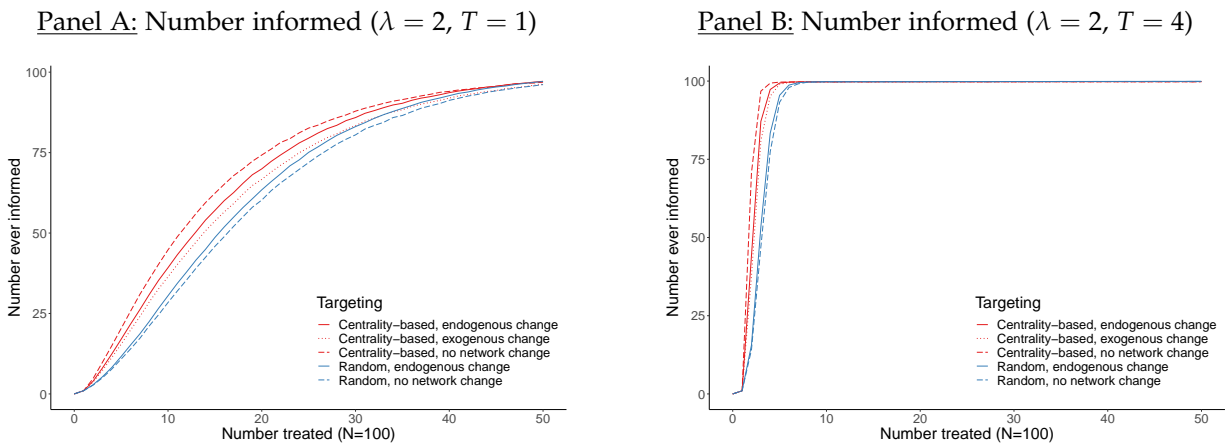 Panel A: Number informed (λ = 2, T = 1)
100
75
50
25
0
Number ever informed
0 10 20 30 40 50
Number treated (N=100)
Targeting
Centrality−based, endogenous change
Centrality−based, exogenous change
Centrality−based, no network change
Random, endogenous change
Random, no network change
Panel B: Number informed (λ = 2, T = 4)
100
75
50
25
0
Number ever informed
0 10 20 30 40 50
Number treated (N=100)
Targeting
Centrality−based, endogenous change
Centrality−based, exogenous change
Centrality−based, no network change
Random, endogenous change
Random, no network change